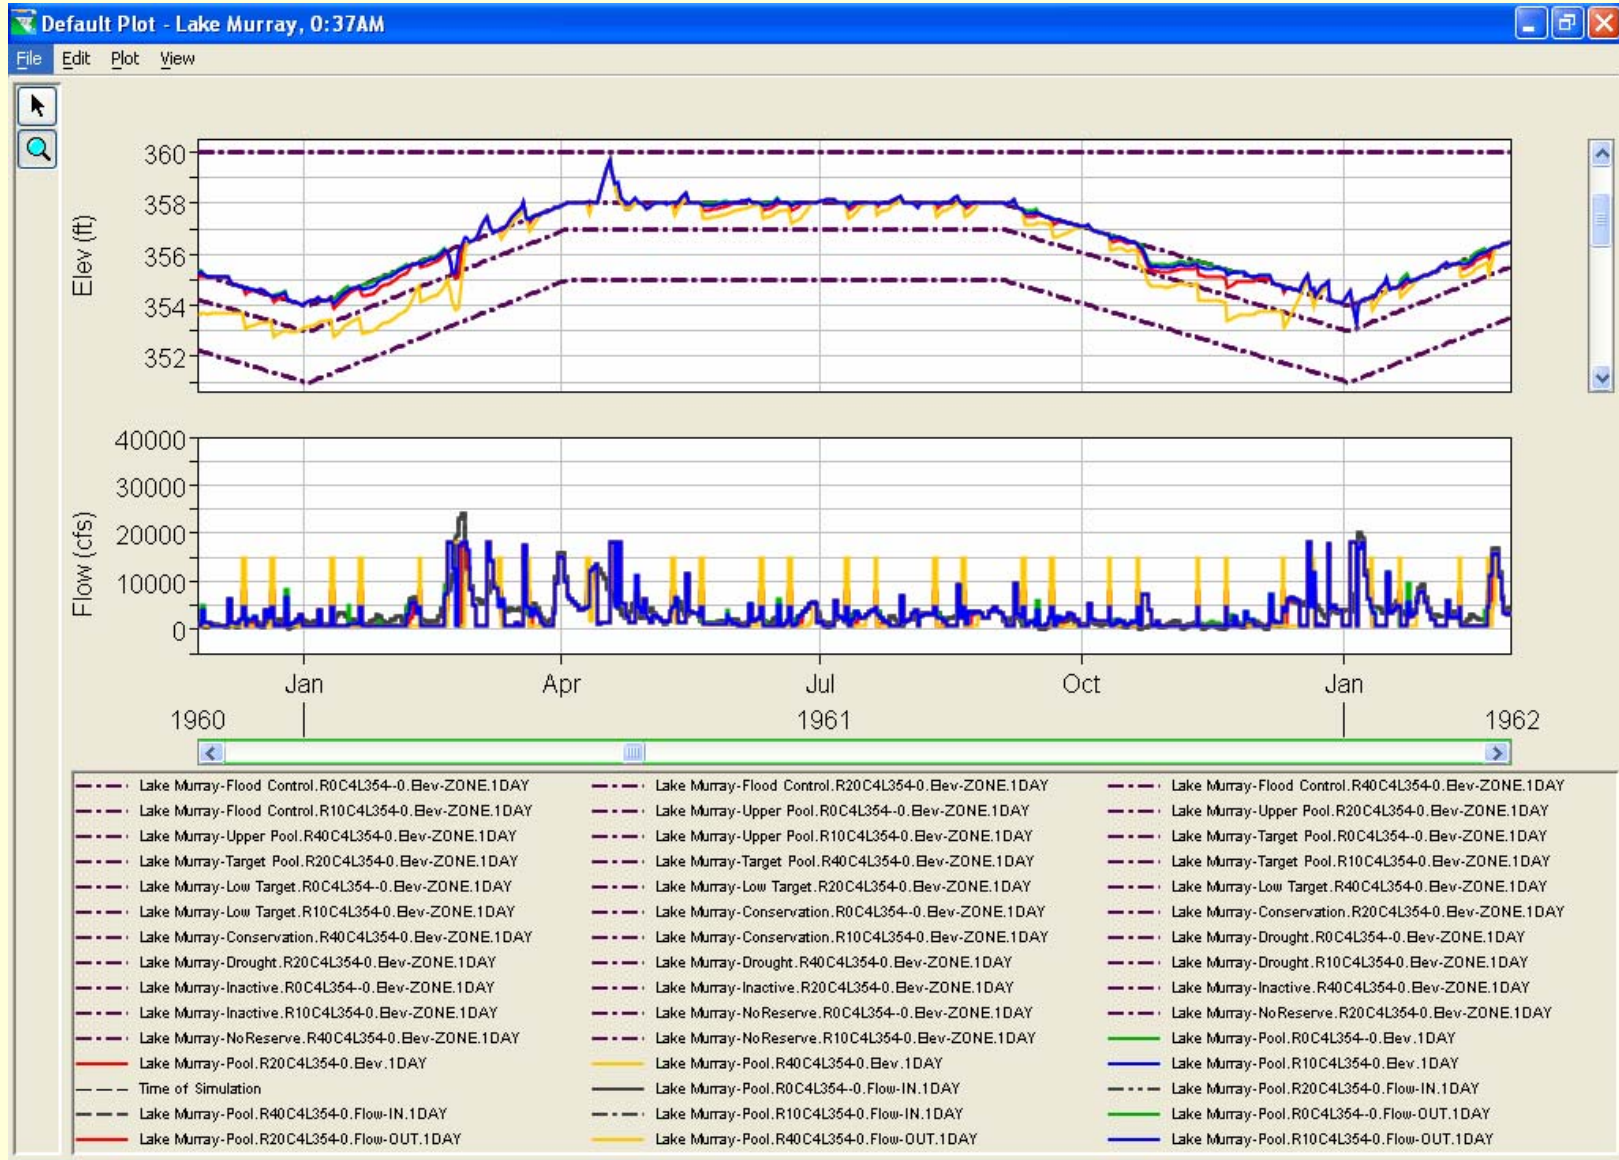 Default Plot - Lake Murray, 0:37AM
File Edit Plot View
Elev (ft)
360
358
356
354
352
Flow (cfs)
40000
30000
20000
10000
0
Jan Apr Jul Oct Jan
1960 1961 1962
Lake Murray-Flood Control.R0C4L354--0.Elev-ZONE.1DAY Lake Murray-Flood Control.R20C4L354-0.Elev-ZONE.1DAY Lake Murray-Flood Control.R40C4L354-0.Elev-ZONE.1DAY
Lake Murray-Flood Control.R10C4L354-0.Elev-ZONE.1DAY Lake Murray-Upper Pool.R0C4L354--0.Elev-ZONE.1DAY Lake Murray-Upper Pool.R20C4L354-0.Elev-ZONE.1DAY
Lake Murray-Upper Pool.R40C4L354-0.Elev-ZONE.1DAY Lake Murray-Upper Pool.R10C4L354-0.Elev-ZONE.1DAY Lake Murray-Target Pool.R0C4L354--0.Elev-ZONE.1DAY
Lake Murray-Target Pool.R20C4L354-0.Elev-ZONE.1DAY Lake Murray-Target Pool.R40C4L354-0.Elev-ZONE.1DAY Lake Murray-Target Pool.R10C4L354-0.Elev-ZONE.1DAY
Lake Murray-Low Target.R0C4L354--0.Elev-ZONE.1DAY Lake Murray-Low Target.R20C4L354-0.Elev-ZONE.1DAY Lake Murray-Low Target.R40C4L354-0.Elev-ZONE.1DAY
Lake Murray-Low Target.R10C4L354-0.Elev-ZONE.1DAY Lake Murray-Conservation.R0C4L354--0.Elev-ZONE.1DAY Lake Murray-Conservation.R20C4L354-0.Elev-ZONE.1DAY
Lake Murray-Conservation.R40C4L354-0.Elev-ZONE.1DAY Lake Murray-Conservation.R10C4L354-0.Elev-ZONE.1DAY Lake Murray-Drought.R0C4L354--0.Elev-ZONE.1DAY
Lake Murray-Drought.R20C4L354-0.Elev-ZONE.1DAY Lake Murray-Drought.R40C4L354-0.Elev-ZONE.1DAY Lake Murray-Drought.R10C4L354-0.Elev-ZONE.1DAY
Lake Murray-Inactive.R0C4L354--0.Elev-ZONE.1DAY Lake Murray-Inactive.R20C4L354-0.Elev-ZONE.1DAY Lake Murray-Inactive.R40C4L354-0.Elev-ZONE.1DAY
Lake Murray-Inactive.R10C4L354-0.Elev-ZONE.1DAY Lake Murray-NoReserve.R0C4L354--0.Elev-ZONE.1DAY Lake Murray-NoReserve.R20C4L354-0.Elev-ZONE.1DAY
Lake Murray-NoReserve.R40C4L354-0.Elev-ZONE.1DAY Lake Murray-NoReserve.R10C4L354-0.Elev-ZONE.1DAY Lake Murray-Pool.R0C4L354--0.Elev.1DAY
Lake Murray-Pool.R20C4L354-0.Elev.1DAY Lake Murray-Pool.R40C4L354-0.Elev.1DAY Lake Murray-Pool.R10C4L354-0.Elev.1DAY
Time of Simulation Lake Murray-Pool.R0C4L354--0.Flow-IN.1DAY Lake Murray-Pool.R20C4L354-0.Flow-IN.1DAY
Lake Murray-Pool.R40C4L354-0.Flow-IN.1DAY Lake Murray-Pool.R10C4L354-0.Flow-IN.1DAY Lake Murray-Pool.R0C4L354--0.Flow-OUT.1DAY
Lake Murray-Pool.R20C4L354-0.Flow-OUT.1DAY Lake Murray-Pool.R40C4L354-0.Flow-OUT.1DAY Lake Murray-Pool.R10C4L354-0.Flow-OUT.1DAY